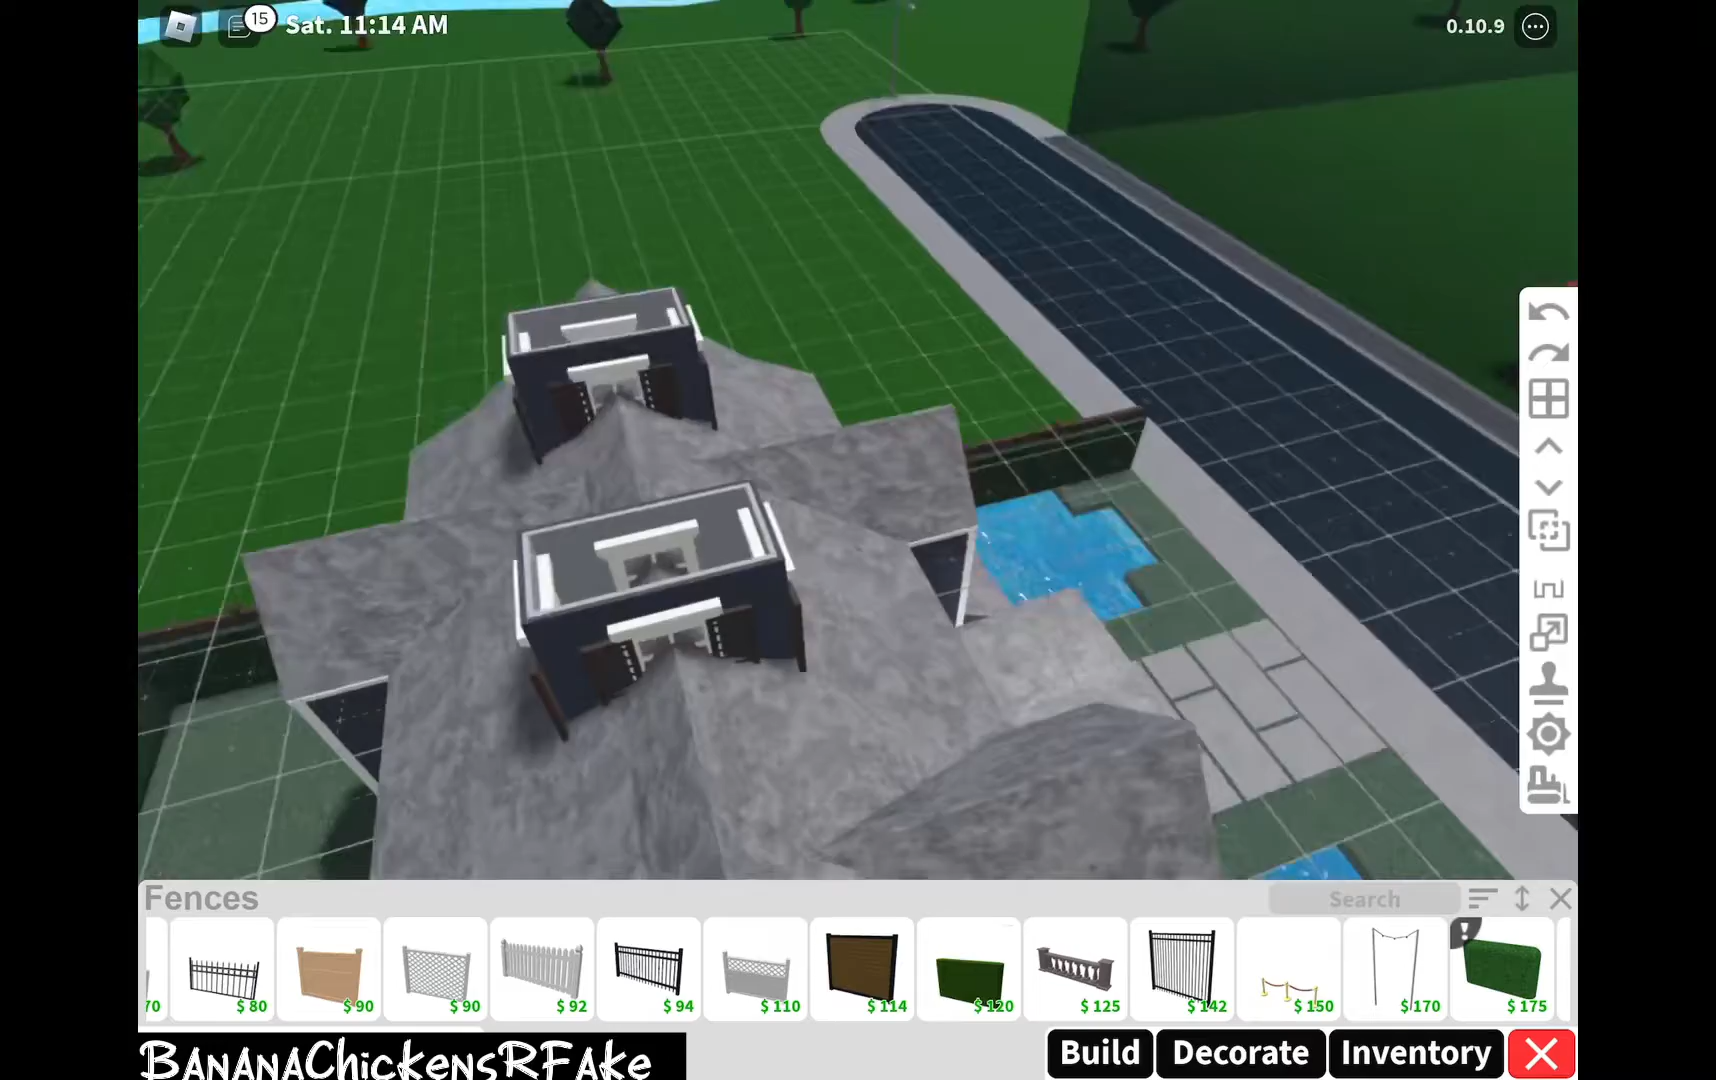 15
Sat. 11:14 AM
0.10.9
Fences
Search
70
$ 80
$ 90
$ 90
$ 92
$ 94
$ 110
$ 114
$ 120
$ 125
$ 142
$ 150
$ 170
$ 175
BananaChickensRFake
Build
Decorate
Inventory